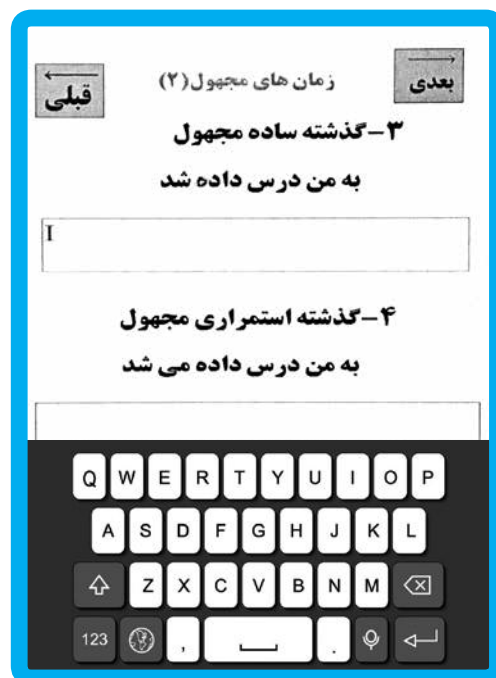 بعدی
زمان های مجهول(۲)
قبلی
۳-گذشته ساده مجهول
به من درس داده شد
I
۴-گذشته استمراری مجهول
به من درس داده می شد
Q W E R T Y U I O P
A S D F G H J K L
Z X C V B N M
123 , .